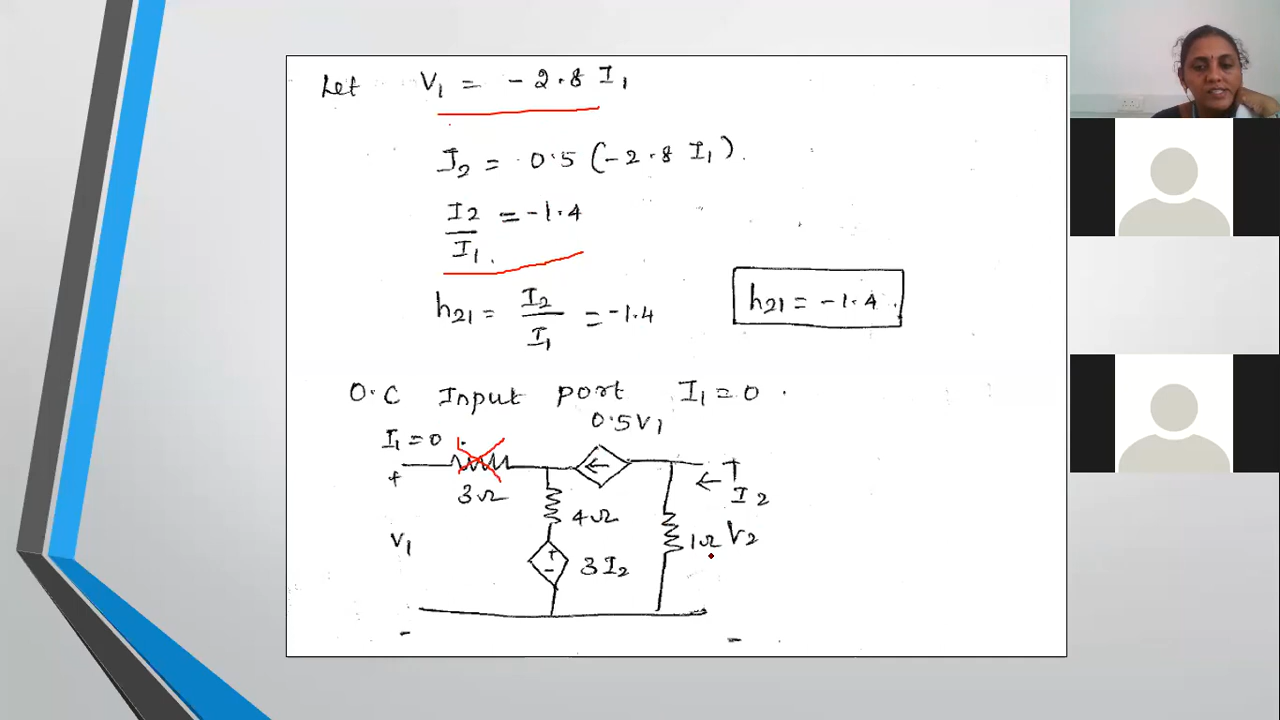 Let V1 = - 2.8 I1
I2 = 0.5 (-2.8 I1).
I2/I1 = -1.4
h21 = I2/I1 = -1.4
h21 = -1.4
O.C Input port I1 = 0.
0.5V1
I1 = 0
+
3Ω
I2
4Ω
V1
1Ω V2
+
-
3I2
-
-